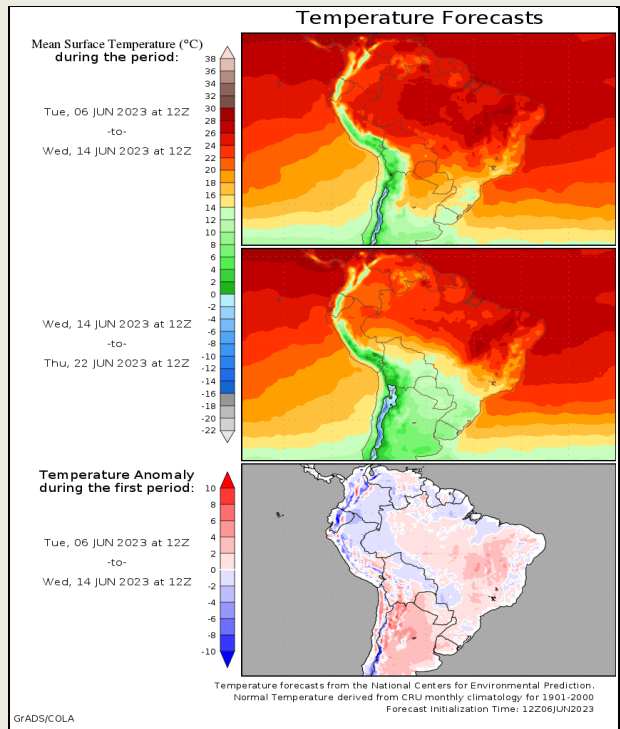 Temperature Forecasts
Mean Surface Temperature (°C)
during the period:
Tue, 06 JUN 2023 at 12Z
-to-
Wed, 14 JUN 2023 at 12Z
38
36
34
32
30
28
26
24
22
20
18
16
14
12
10
8
6
4
2
0
-2
-4
-6
-8
-10
-12
-14
-16
-18
-20
-22
Wed, 14 JUN 2023 at 12Z
-to-
Thu, 22 JUN 2023 at 12Z
Temperature Anomaly
during the first period:
Tue, 06 JUN 2023 at 12Z
-to-
Wed, 14 JUN 2023 at 12Z
10
8
6
4
2
0
-2
-4
-6
-8
-10
Temperature forecasts from the National Centers for Environmental Prediction.
Normal Temperature derived from CRU monthly climatology for 1901-2000
Forecast Initialization Time: 12Z06JUN2023
GrADS/COLA